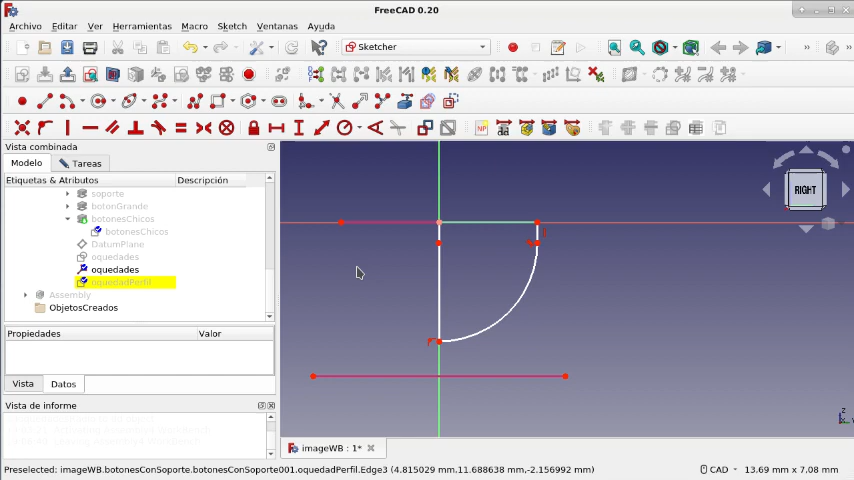 FreeCAD 0.20
Archivo Editar Ver Herramientas Macro Sketch Ventanas Ayuda
Sketcher
Vista combinada
Modelo Tareas
Etiquetas & Atributos Descripción
soporte
botonGrande
botonesChicos
botonesChicos
DatumPlane
oquedades
oquedades
oquedadPerfil
Assembly
ObjetosCreados
Propiedades Valor
Vista Datos
Vista de informe
RIGHT
Z
imageWB : 1*
Preselected: imageWB.botonesConSoporte.botonesConSoporte001.oquedadPerfil.Edge3 (4.815029 mm,11.688638 mm,-2.156992 mm)
CAD
13.69 mm x 7.08 mm